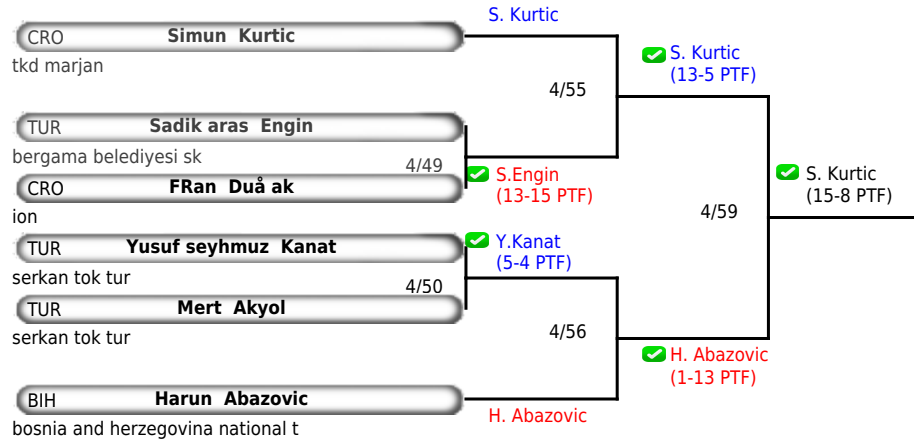 S. Kurtic
CRO Simun Kurtic
tkd marjan
S. Kurtic
(13-5 PTF)
4/55
TUR Sadik aras Engin
bergama belediyesi sk
4/49
CRO FRan Duå ak
ion
S.Engin
(13-15 PTF)
S. Kurtic
(15-8 PTF)
4/59
TUR Yusuf seyhmuz Kanat
serkan tok tur
Y.Kanat
(5-4 PTF)
4/50
TUR Mert Akyol
serkan tok tur
4/56
H. Abazovic
(1-13 PTF)
BIH Harun Abazovic
bosnia and herzegovina national t
H. Abazovic